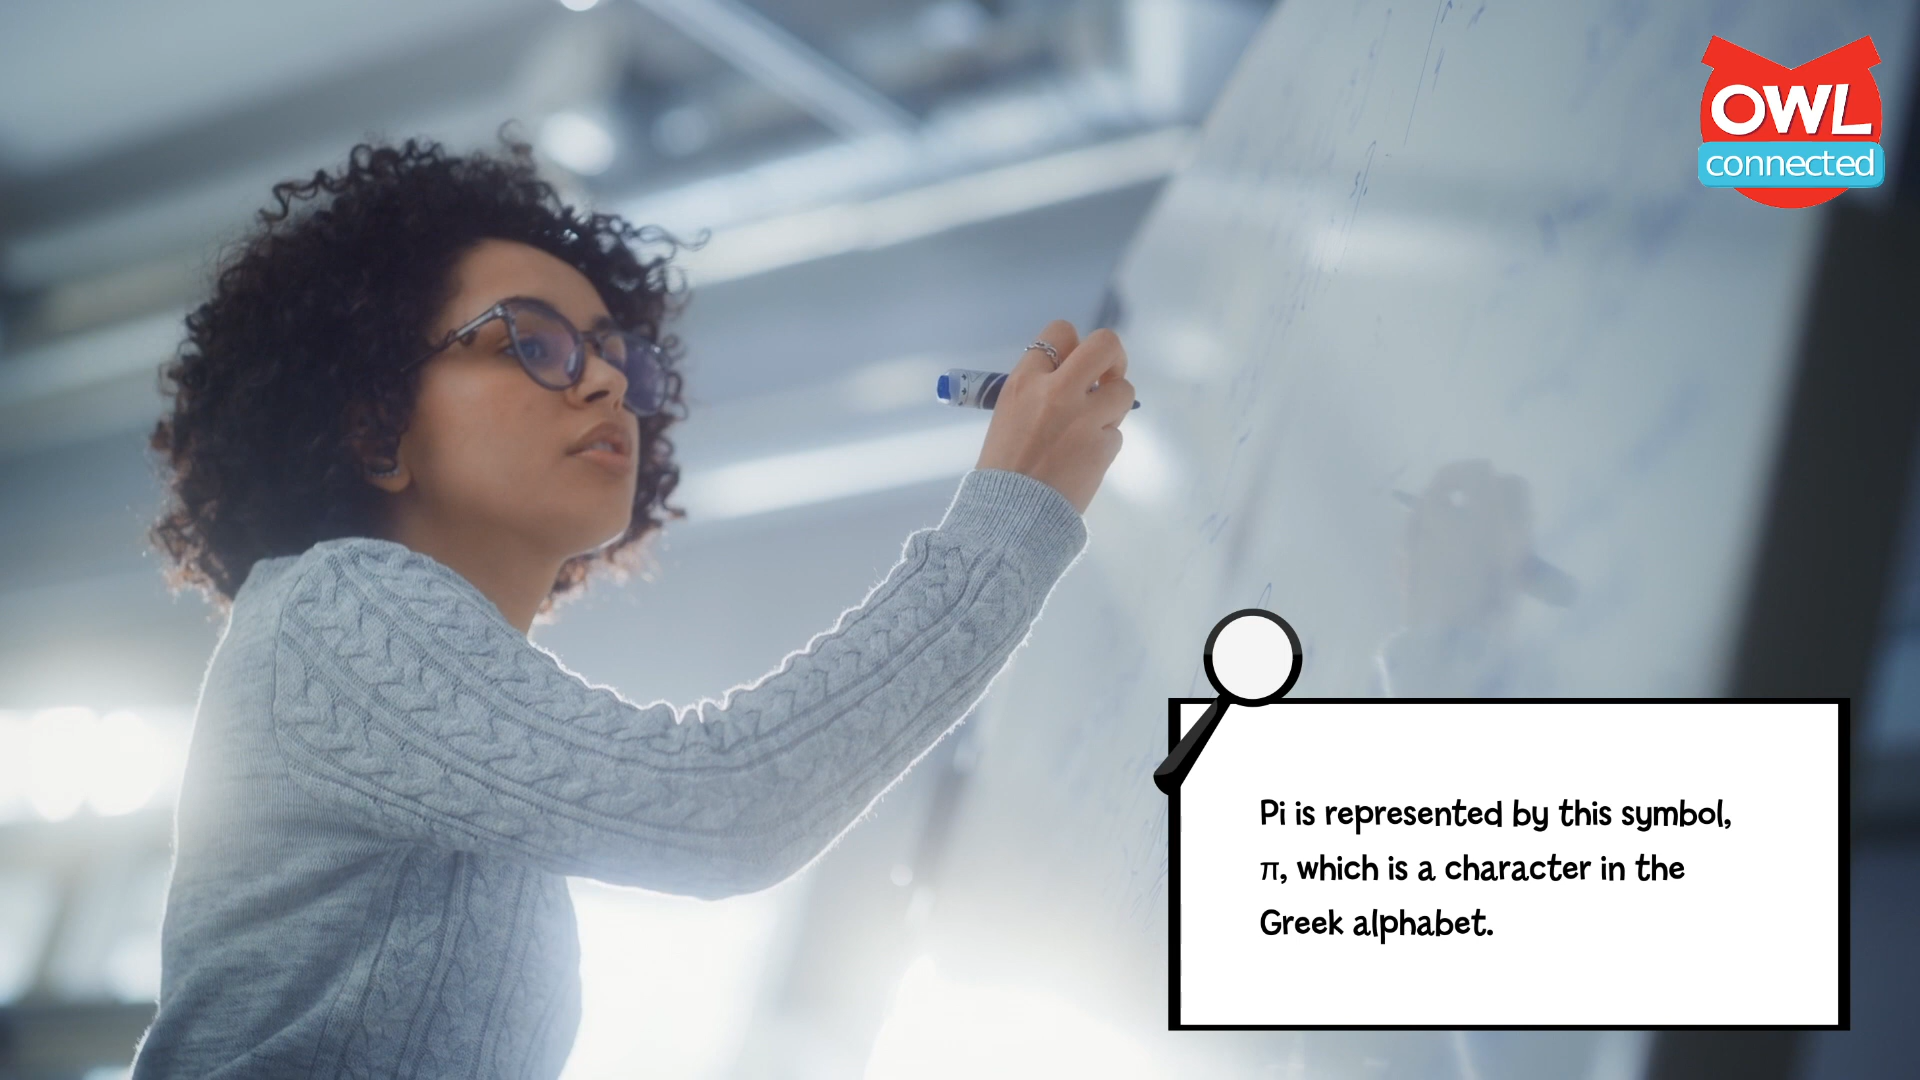 OWL
connected
Pi is represented by this symbol,
π, which is a character in the
Greek alphabet.